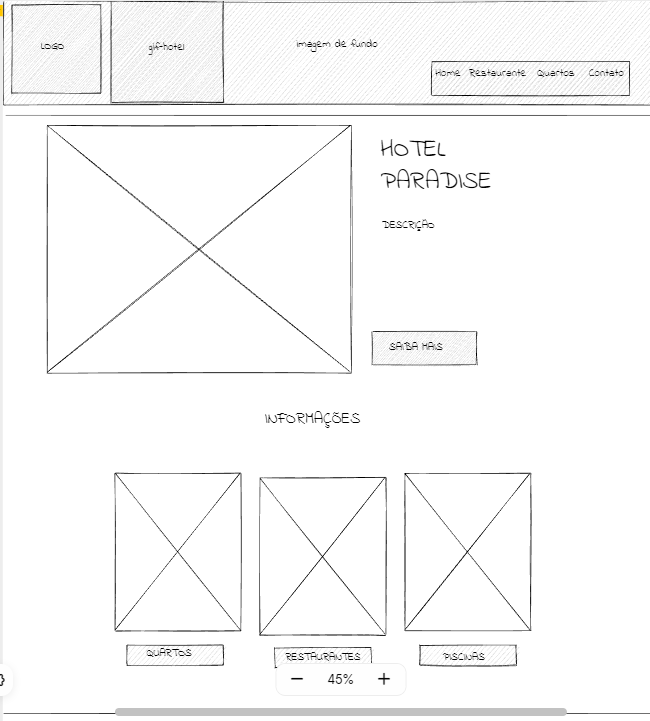 LOGO
gif-hotel
imagem de fundo
Home Restaurante Quartos Contato
HOTEL
PARADISE
DESCRIÇÃO
SAIBA MAIS
INFORMAÇÕES
QUARTOS
RESTAURANTES
PISCINAS
}
− 45% +